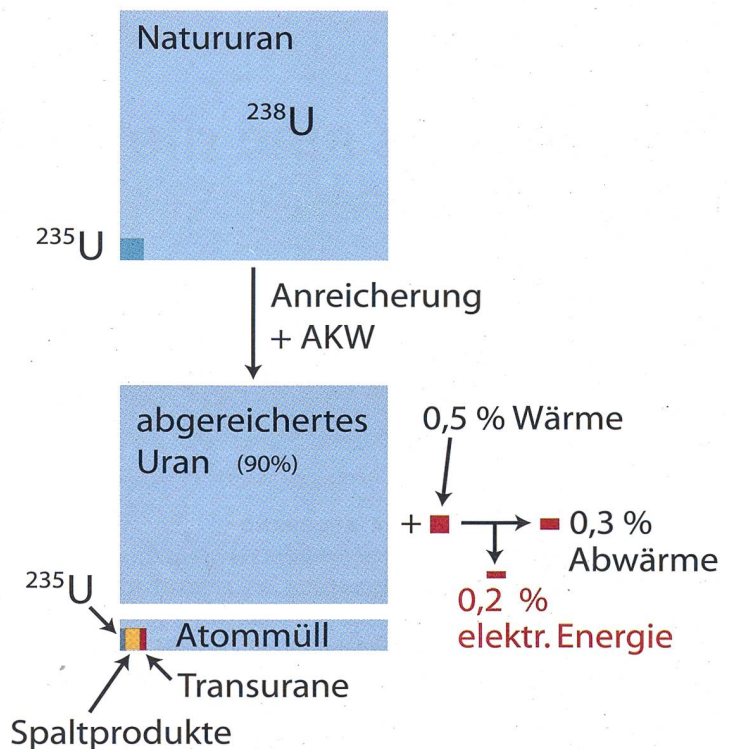 Natururan
²³⁸U
²³⁵U
Anreicherung
+ AKW
abgereichertes
Uran (90%)
0,5 % Wärme
+
0,3 %
Abwärme
0,2 %
elektr. Energie
²³⁵U
Atommüll
Transurane
Spaltprodukte